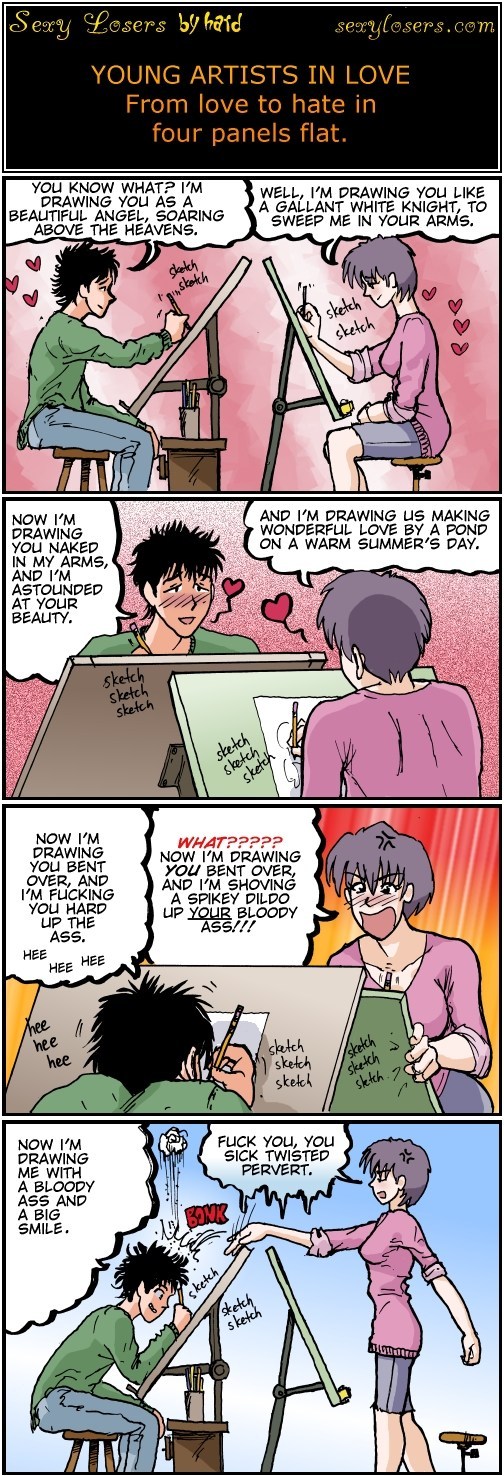 Sexy Losers by hard
sexylosers.com
YOUNG ARTISTS IN LOVE
From love to hate in
four panels flat.
YOU KNOW WHAT? I'M
DRAWING YOU AS A
BEAUTIFUL ANGEL, SOARING
ABOVE THE HEAVENS.
WELL, I'M DRAWING YOU LIKE
A GALLANT WHITE KNIGHT, TO
SWEEP ME IN YOUR ARMS.
sketch
sketch
sketch
sketch
NOW I'M
DRAWING
YOU NAKED
IN MY ARMS,
AND I'M
ASTOUNDED
AT YOUR
BEAUTY.
AND I'M DRAWING US MAKING
WONDERFUL LOVE BY A POND
ON A WARM SUMMER'S DAY.
sketch
sketch
sketch
sketch
sketch
sketch
NOW I'M
DRAWING
YOU BENT
OVER, AND
I'M FUCKING
YOU HARD
UP THE
ASS.
HEE
HEE HEE
WHAT?????
NOW I'M DRAWING
YOU BENT OVER,
AND I'M SHOVING
A SPIKEY DILDO
UP YOUR BLOODY
ASS!!!
hee
hee
hee
sketch
sketch
sketch
sketch
sketch
sketch
NOW I'M
DRAWING
ME WITH
A BLOODY
ASS AND
A BIG
SMILE.
FUCK YOU, YOU
SICK TWISTED
PERVERT.
BONK
sketch
sketch
sketch